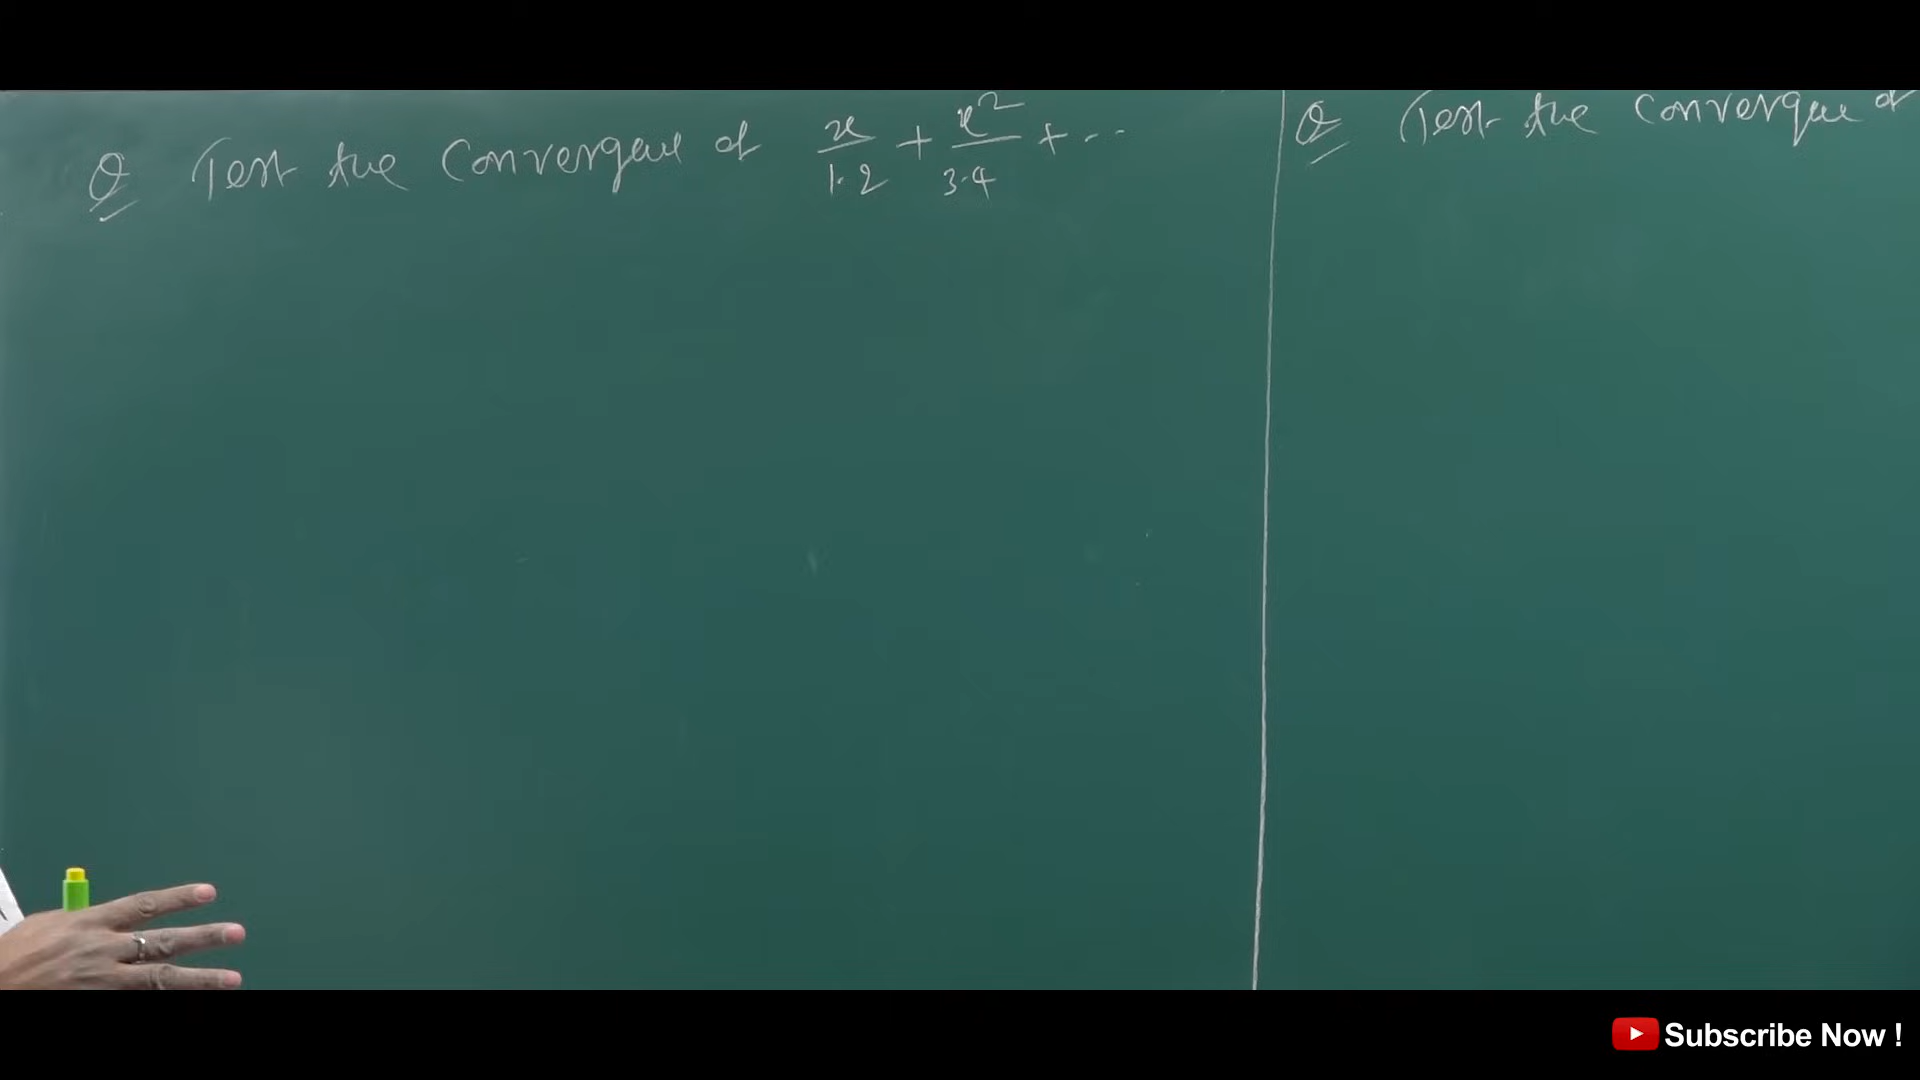 Q Test the Convergence of x/1.2 + x²/3.4 + ...
Q Test the Convergence of
Subscribe Now !